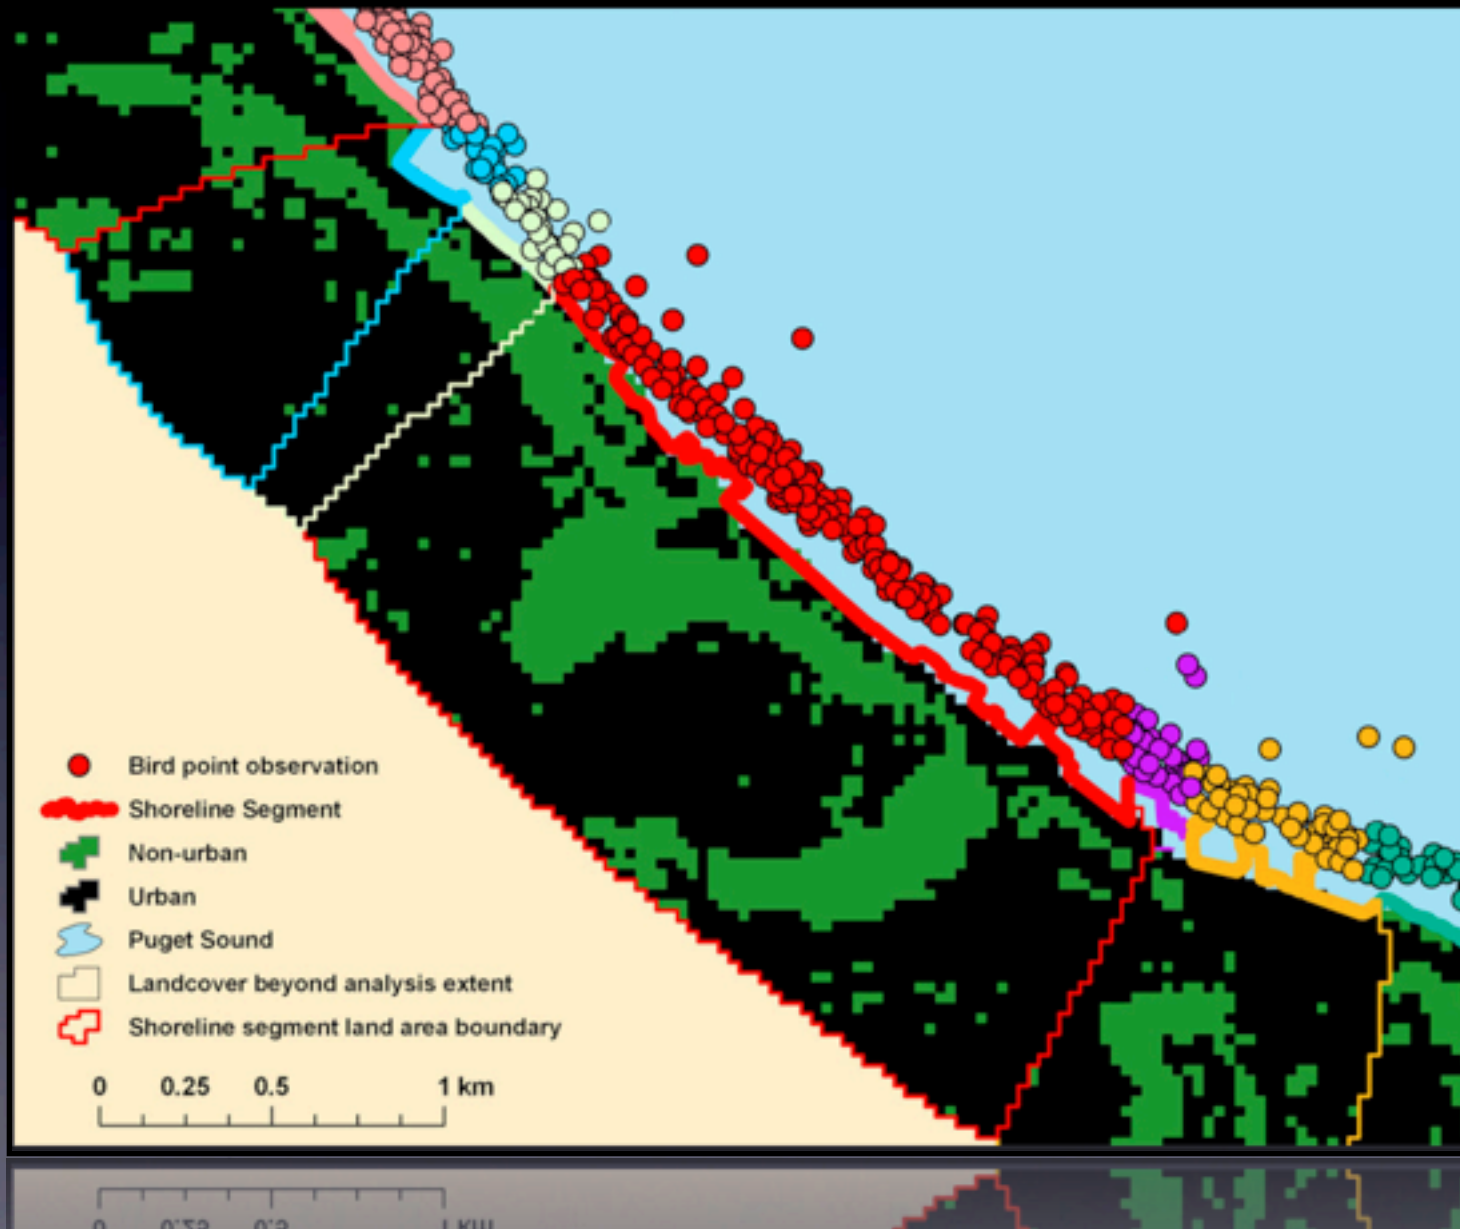 Bird point observation
Shoreline Segment
Non-urban
Urban
Puget Sound
Landcover beyond analysis extent
Shoreline segment land area boundary
0 0.25 0.5 1 km